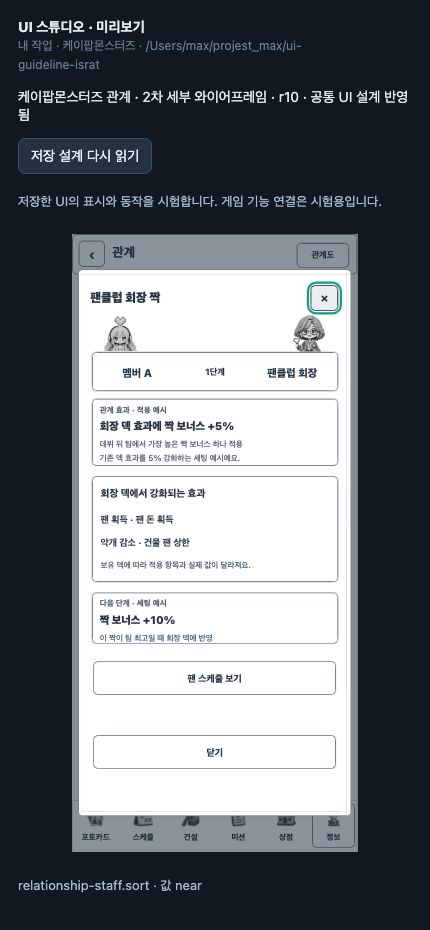 UI 스튜디오 · 미리보기
내 작업 · 케이팝몬스터즈 · /Users/max/projest_max/ui-
guideline-israt
케이팝몬스터즈 관계 · 2차 세부 와이어프레임 · r10 · 공통 UI 설계 반영
됨
저장 설계 다시 읽기
저장한 UI의 표시와 동작을 시험합니다. 게임 기능 연결은 시험용입니다.
‹ 관계 관계도
팬클럽 회장 짝 ×
멤버 A 1단계 팬클럽 회장
관계 효과 · 적용 예시
회장 덱 효과에 짝 보너스 +5%
데뷔 뒤 팀에서 가장 높은 짝 보너스 하나 적용
기존 덱 효과를 5% 강화하는 세팅 예시예요.
회장 덱에서 강화되는 효과
팬 획득 · 팬 돈 획득
악개 감소 · 건물 팬 상한
보유 덱에 따라 적용 항목과 실제 값이 달라져요.
다음 단계 · 세팅 예시
짝 보너스 +10%
이 짝이 팀 최고일 때 회장 덱에 반영
팬 스케줄 보기
닫기
포토카드 스케줄 건설 미션 상점 정보
relationship-staff.sort · 값 near